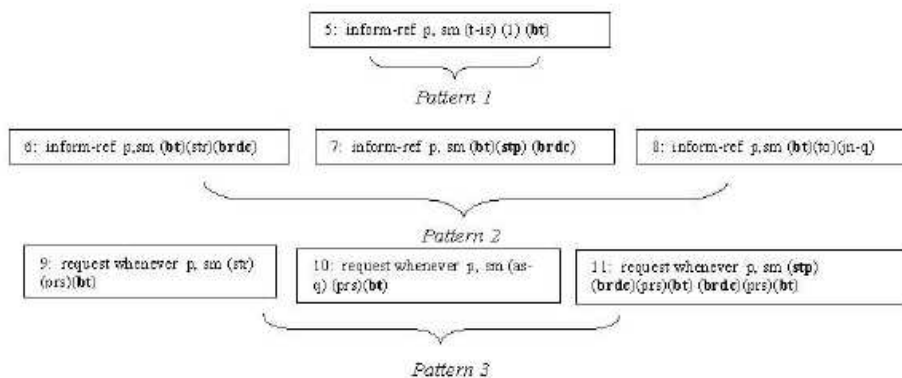 5: inform-ref p, sm (t-is) (1) (bt)
Pattern 1
6: inform-ref p,sm (bt)(str)(brdc)
7: inform-ref p, sm (bt)(stp) (brdc)
8: inform-ref p,sm (bt)(to)(jn-q)
Pattern 2
9: request whenever p, sm (str)
(prs)(bt)
10: request whenever p, sm (as-
q) (prs)(bt)
11: request whenever p, sm (stp)
(brdc)(prs)(bt) (brdc)(prs)(bt)
Pattern 3